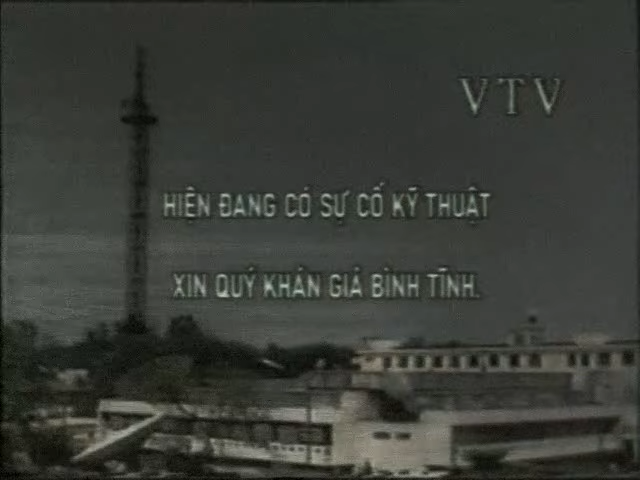 VTV
HIỆN ĐANG CÓ SỰ CỐ KỸ THUẬT
XIN QUÝ KHÁN GIẢ BÌNH TĨNH.